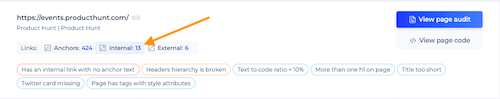 https://events.producthunt.com/
Product Hunt | Product Hunt
Links: Anchors: 424 Internal: 13 External: 6
View page audit
View page code
Has an internal link with no anchor text Headers hierarchy is broken Text to code ratio <10% More than one h1 on page Title too short
Twitter card missing Page has tags with style attributes